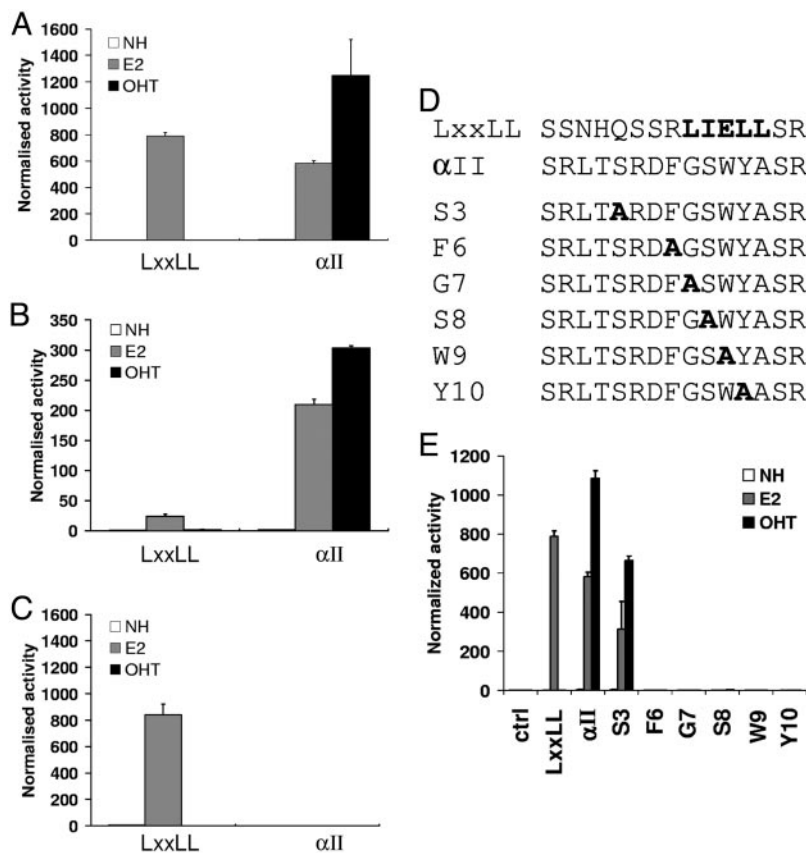 A
Normalised activity
1600
1400
1200
1000
800
600
400
200
0
NH
E2
OHT
LxxLL
αII
B
Normalised activity
350
300
250
200
150
100
50
0
NH
E2
OHT
LxxLL
αII
C
Normalised activity
1600
1400
1200
1000
800
600
400
200
0
NH
E2
OHT
LxxLL
αII
D
LxxLL SSNHQSSRLIELLSR
αII SRLTSRDFGSWYASR
S3 SRLTARDFGSWYASR
F6 SRLTSRDAGSWYASR
G7 SRLTSRDFASWYASR
S8 SRLTSRDFGAWYASR
W9 SRLTSRDFGSAYASR
Y10 SRLTSRDFGSWAASR
E
Normalized activity
1200
1000
800
600
400
200
0
NH
E2
OHT
ctrl
LxxLL
αII
S3
F6
G7
S8
W9
Y10